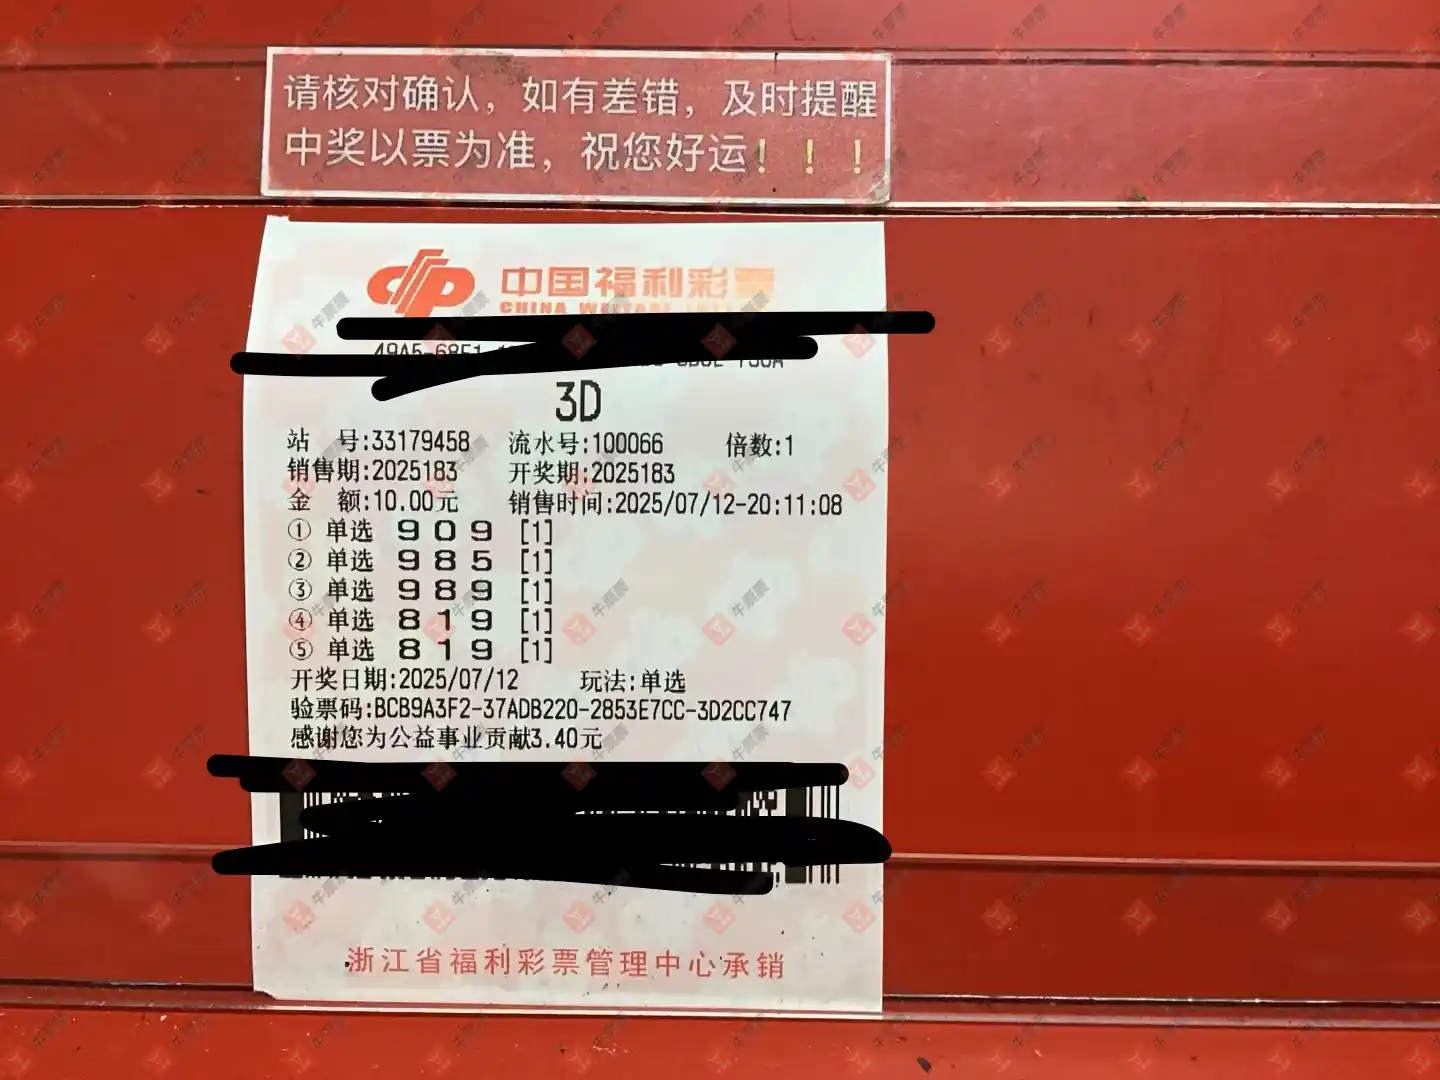 请核对确认，如有差错，及时提醒
中奖以票为准，祝您好运！！！
中国福利彩票
CHINA WELFARE
49A5-68F1
3D
站 号:33179458 流水号:100066 倍数:1
销售期:2025183 开奖期:2025183
金 额:10.00元 销售时间:2025/07/12-20:11:08
① 单选 9 0 9 [1]
② 单选 9 8 5 [1]
③ 单选 9 8 9 [1]
④ 单选 8 1 9 [1]
⑤ 单选 8 1 9 [1]
开奖日期:2025/07/12 玩法:单选
验票码:BCB9A3F2-37ADB220-2853E7CC-3D2CC747
感谢您为公益事业贡献3.40元
浙江省福利彩票管理中心承销